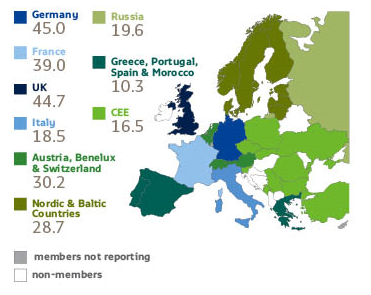 Germany
45.0
France
39.0
UK
44.7
Italy
18.5
Austria, Benelux
& Switzerland
30.2
Nordic & Baltic
Countries
28.7
Russia
19.6
Greece, Portugal,
Spain & Morocco
10.3
CEE
16.5
members not reporting
non-members